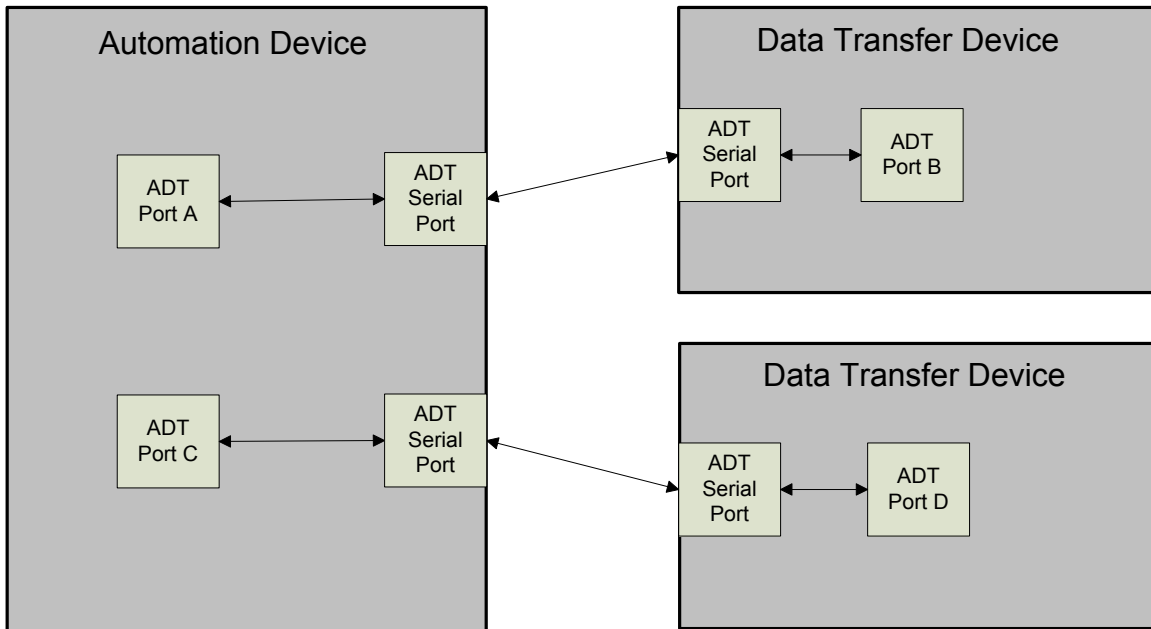 Automation Device
ADT
Port A
ADT
Serial
Port
ADT
Port C
ADT
Serial
Port
Data Transfer Device
ADT
Serial
Port
ADT
Port B
Data Transfer Device
ADT
Serial
Port
ADT
Port D